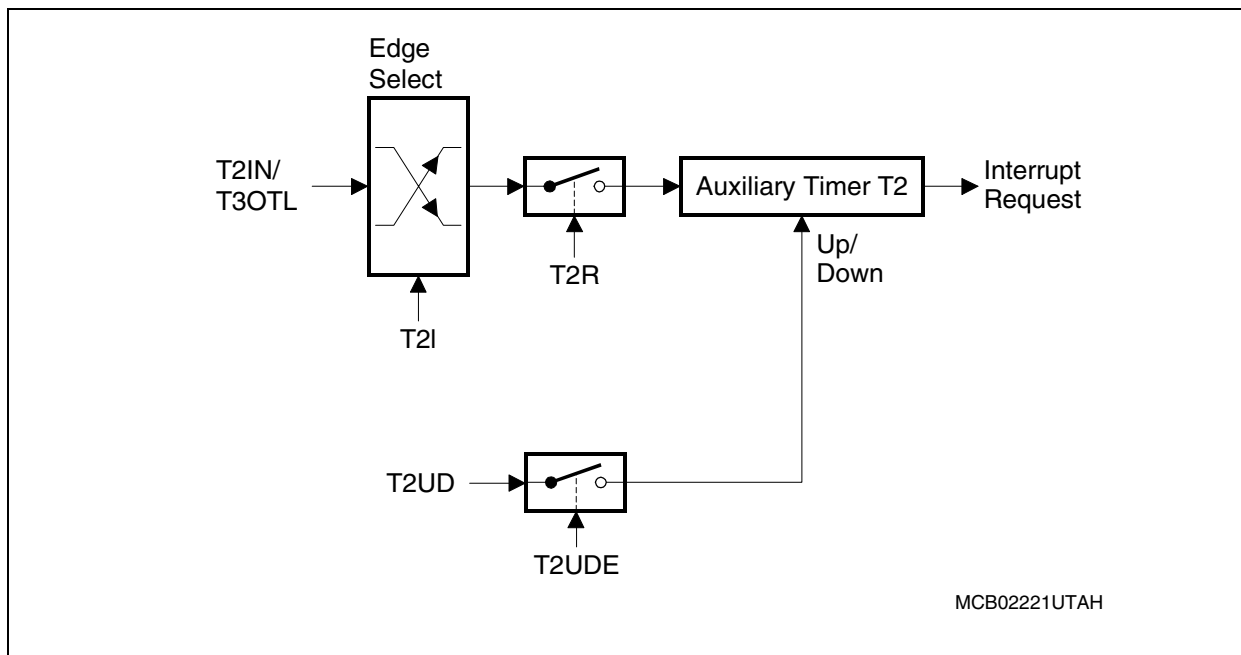 Edge
Select
T2IN/
T3OTL
Auxiliary Timer T2
Interrupt
Request
Up/
Down
T2R
T2I
T2UD
T2UDE
MCB02221UTAH